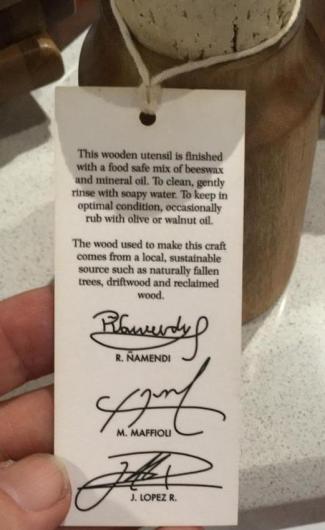 This wooden utensil is finished
with a food safe mix of beeswax
and mineral oil. To clean, gently
rinse with soapy water. To keep in
optimal condition, occasionally
rub with olive or walnut oil.
The wood used to make this craft
comes from a local, sustainable
source such as naturally fallen
trees, driftwood and reclaimed
wood.
RÑamendi
R. ÑAMENDI
M. MAFFIOLI
J. LOPEZ R.